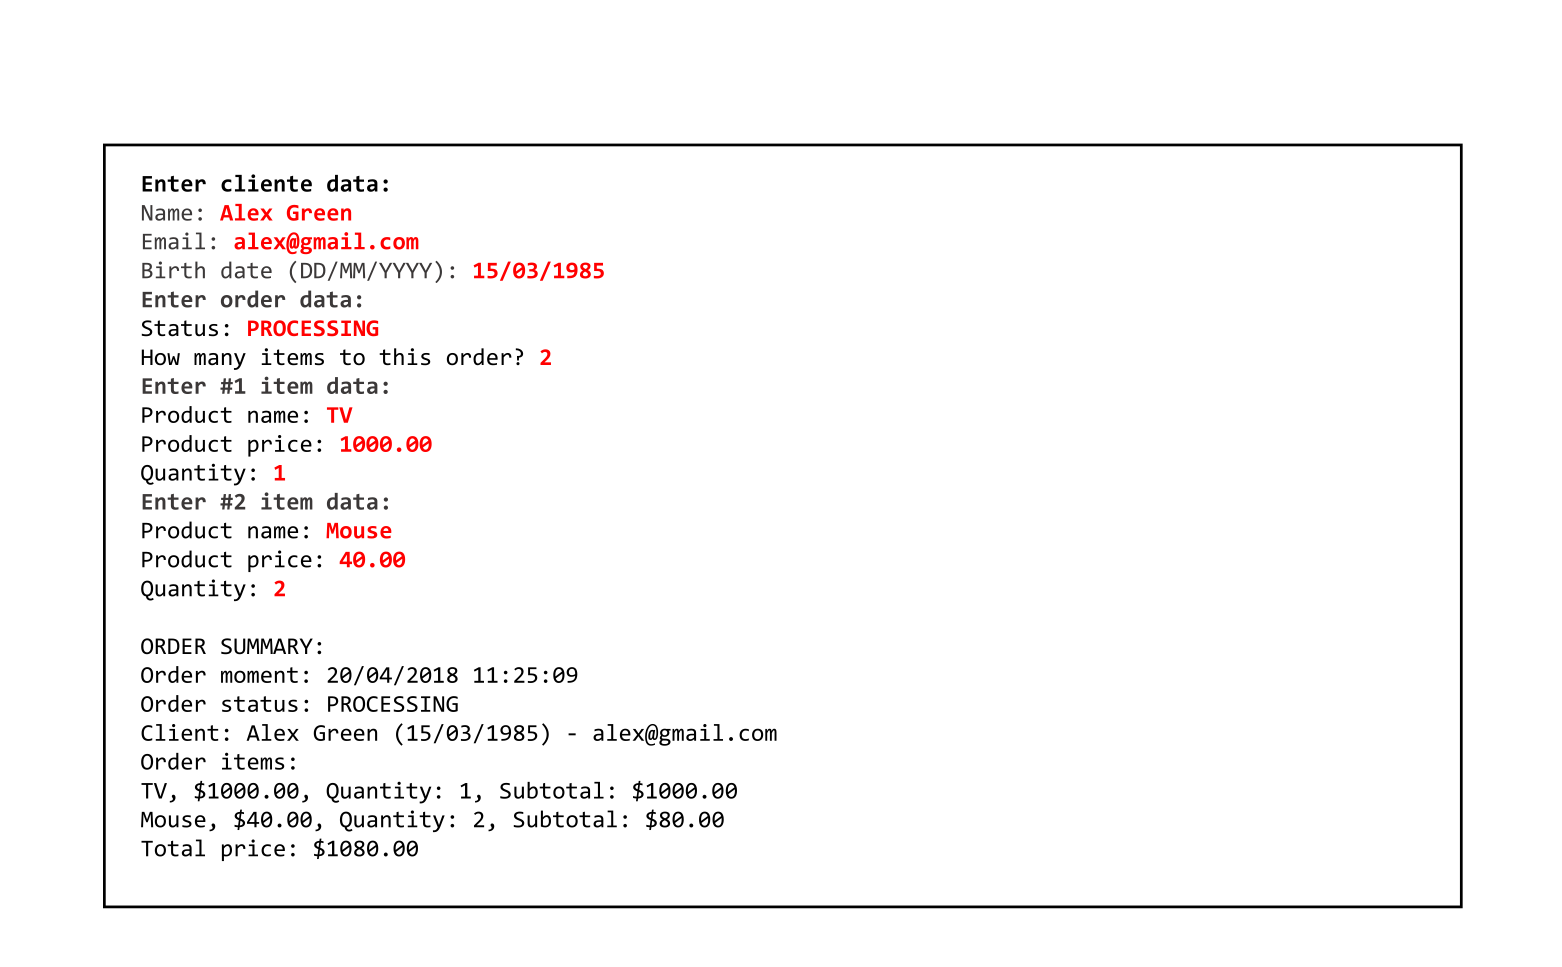 Enter cliente data:
Name: Alex Green
Email: alex@gmail.com
Birth date (DD/MM/YYYY): 15/03/1985
Enter order data:
Status: PROCESSING
How many items to this order? 2
Enter #1 item data:
Product name: TV
Product price: 1000.00
Quantity: 1
Enter #2 item data:
Product name: Mouse
Product price: 40.00
Quantity: 2
ORDER SUMMARY:
Order moment: 20/04/2018 11:25:09
Order status: PROCESSING
Client: Alex Green (15/03/1985) - alex@gmail.com
Order items:
TV, $1000.00, Quantity: 1, Subtotal: $1000.00
Mouse, $40.00, Quantity: 2, Subtotal: $80.00
Total price: $1080.00